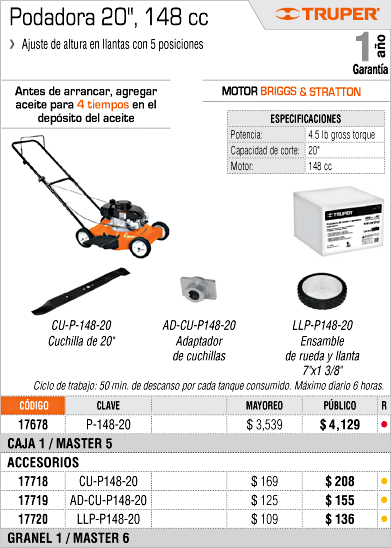 Podadora 20", 148 cc
TRUPER
Ajuste de altura en llantas con 5 posiciones
1 año
Garantía
Antes de arrancar, agregar
aceite para 4 tiempos en el
depósito del aceite
MOTOR BRIGGS & STRATTON
ESPECIFICACIONES
Potencia: 4.5 lb gross torque
Capacidad de corte: 20"
Motor: 148 cc
TRUPER
CU-P-148-20
Cuchilla de 20"
AD-CU-P148-20
Adaptador
de cuchillas
LLP-P148-20
Ensamble
de rueda y llanta
7"x1 3/8"
Ciclo de trabajo: 50 min. de descanso por cada tanque consumido. Máximo diario 6 horas.
CÓDIGO CLAVE MAYOREO PÚBLICO R
17678 P-148-20 $ 3,539 $ 4,129
CAJA 1 / MASTER 5
ACCESORIOS
17718 CU-P148-20 $ 169 $ 208
17719 AD-CU-P148-20 $ 125 $ 155
17720 LLP-P148-20 $ 109 $ 136
GRANEL 1 / MASTER 6